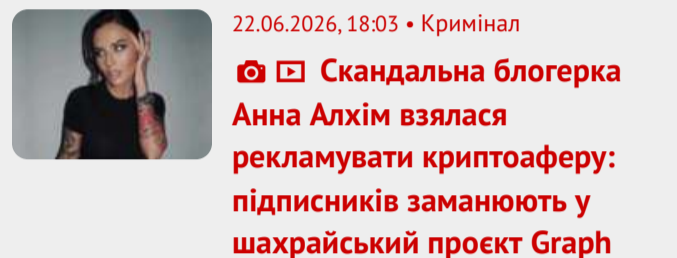 22.06.2026, 18:03 • Кримінал
Скандальна блогерка
Анна Алхім взялася
рекламувати криптоаферу:
підписників заманюють у
шахрайський проєкт Graph